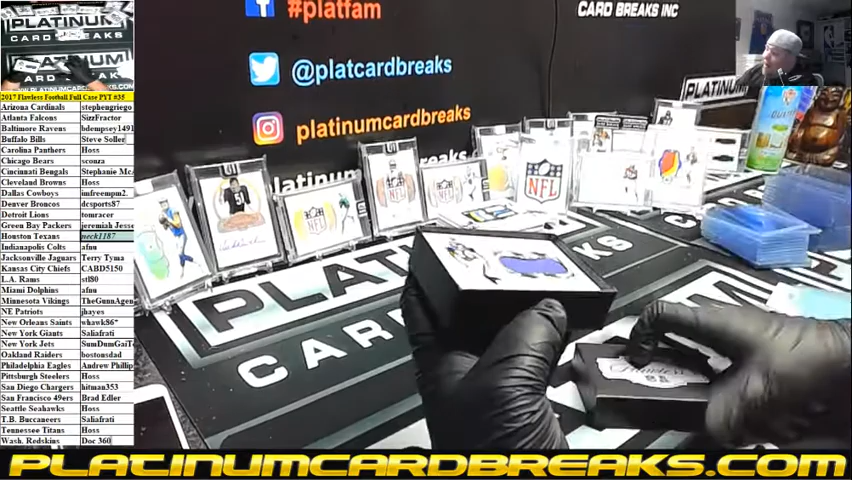 #platfam
CARD BREAKS INC
@platcardbreaks
platinumcardbreaks
PLATINUM
CARD BREAKS
2017 Flawless Football Full Case PYT #35
Arizona Cardinals stephengriego
Atlanta Falcons SizzFractor
Baltimore Ravens bdempsey1491
Buffalo Bills Steve Soller
Carolina Panthers Hoss
Chicago Bears sconza
Cincinnati Bengals Stephanie Mc
Cleveland Browns Hoss
Dallas Cowboys imfreempm2.
Denver Broncos dcsports87
Detroit Lions tomracer
Green Bay Packers jeremiah Jesse
Houston Texans neck1187
Indianapolis Colts afnu
Jacksonville Jaguars Terry Tyma
Kansas City Chiefs CABD5150
L.A. Rams stl80
Miami Dolphins afnu
Minnesota Vikings TheGunnAgen
NE Patriots jhayes
New Orleans Saints whawk86*
New York Giants Saliafrati
New York Jets SumDumGaiT
Oakland Raiders bostonsdad
Philadelphia Eagles Andrew Phillip
Pittsburgh Steelers Hoss
San Diego Chargers hitman353
San Francisco 49ers Brad Edler
Seattle Seahawks Hoss
T.B. Buccaneers Saliafrati
Tennessee Titans Hoss
Wash. Redskins Doc 360
NFL
PLATINUMCARDBREAKS.COM